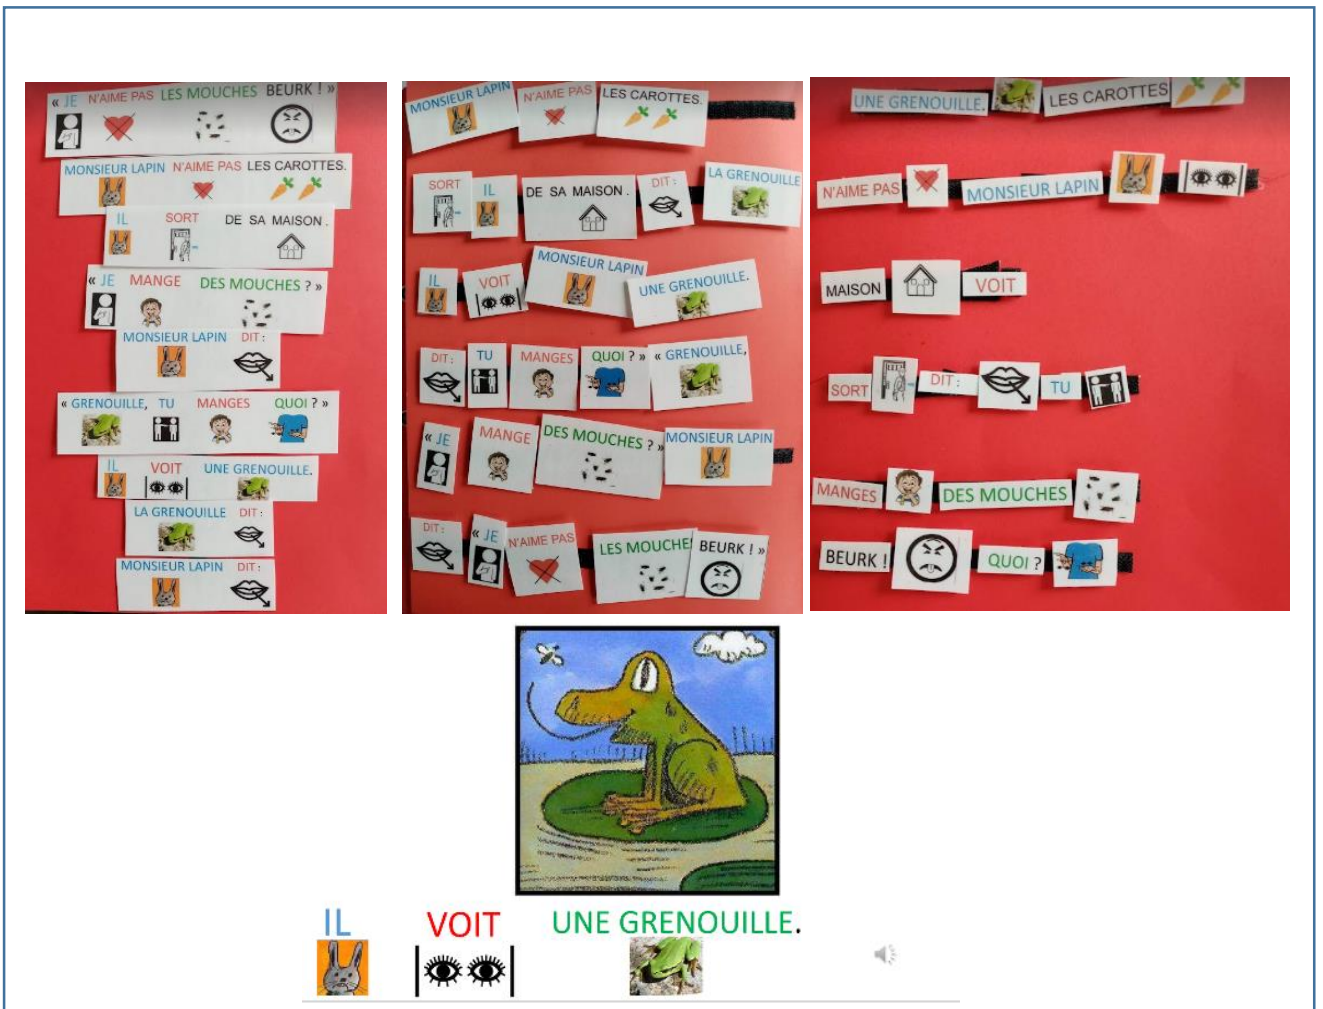 « JE N'AIME PAS LES MOUCHES BEURK ! »
MONSIEUR LAPIN N'AIME PAS LES CAROTTES.
IL SORT DE SA MAISON.
« JE MANGE DES MOUCHES ? »
MONSIEUR LAPIN DIT :
« GRENOUILLE, TU MANGES QUOI ? »
IL VOIT UNE GRENOUILLE.
LA GRENOUILLE DIT :
MONSIEUR LAPIN DIT :
MONSIEUR LAPIN N'AIME PAS LES CAROTTES.
SORT IL DE SA MAISON. DIT : LA GRENOUILLE
IL VOIT MONSIEUR LAPIN UNE GRENOUILLE.
DIT : TU MANGES QUOI ? » « GRENOUILLE,
« JE MANGE DES MOUCHES ? » MONSIEUR LAPIN
DIT : « JE N'AIME PAS LES MOUCHES BEURK ! »
UNE GRENOUILLE. LES CAROTTES
N'AIME PAS MONSIEUR LAPIN
MAISON VOIT
SORT DIT : TU
MANGES DES MOUCHES
BEURK ! QUOI ?
IL VOIT UNE GRENOUILLE.